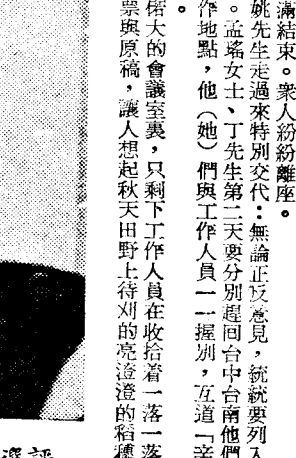 滿結束。衆人紛紛離座。
姚先生走過來特別交代：無論正反意見，統統要列入
。孟瑤女士、丁先生第二天要分別趕回台中台南他們
作地點，他（她）們與工作人員一一握別，互道「辛
。
偌大的會議室裏，只剩下工作人員在收拾着一落一落
票與原稿，讓人想起秋天田野上待刈的亮澄澄的稻穗
評
選